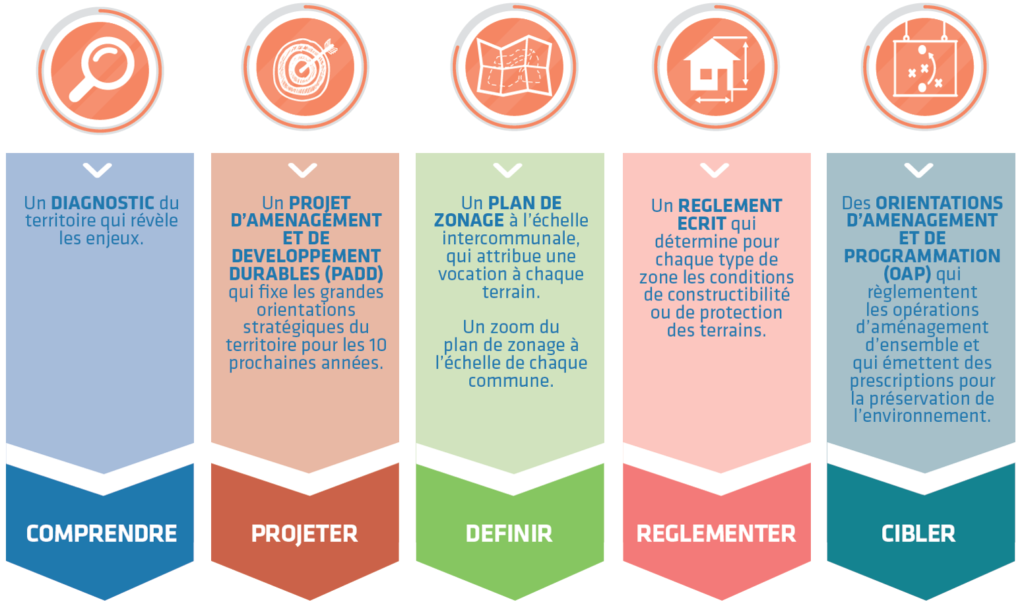 Un DIAGNOSTIC du
territoire qui révèle
les enjeux.
COMPRENDRE
Un PROJET
D'AMENAGEMENT
ET DE
DEVELOPPEMENT
DURABLES (PADD)
qui fixe les grandes
orientations
stratégiques du
territoire pour les 10
prochaines années.
PROJETER
Un PLAN DE
ZONAGE à l'échelle
intercommunale,
qui attribue une
vocation à chaque
terrain.
Un zoom du
plan de zonage à
l'échelle de chaque
commune.
DEFINIR
Un REGLEMENT
ECRIT qui
détermine pour
chaque type de
zone les conditions
de constructibilité
ou de protection
des terrains.
REGLEMENTER
Des ORIENTATIONS
D'AMENAGEMENT
ET DE
PROGRAMMATION
(OAP) qui
règlementent
les opérations
d'aménagement
d'ensemble et
qui émettent des
prescriptions pour
la préservation de
l'environnement.
CIBLER